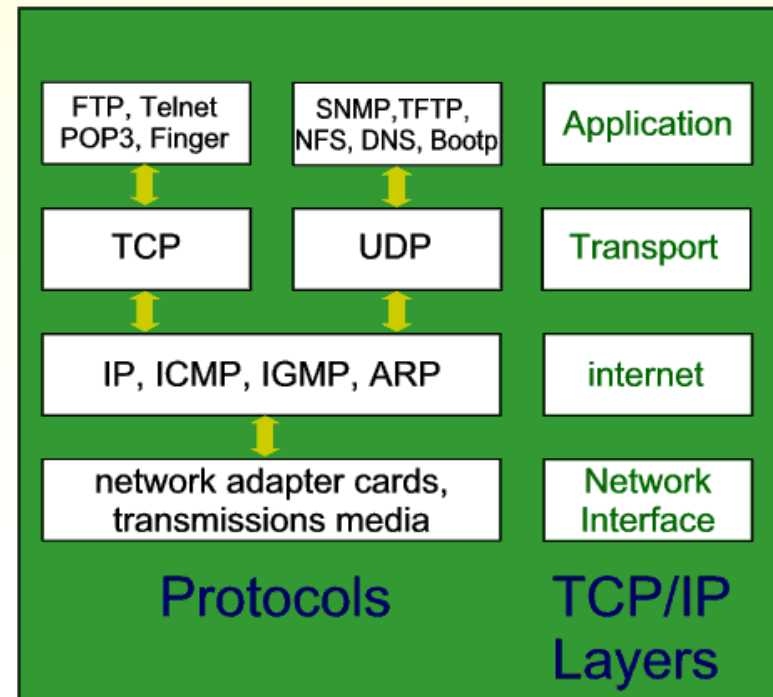 FTP, Telnet
POP3, Finger
SNMP,TFTP,
NFS, DNS, Bootp
Application
TCP
UDP
Transport
IP, ICMP, IGMP, ARP
internet
network adapter cards,
transmissions media
Network
Interface
Protocols
TCP/IP
Layers